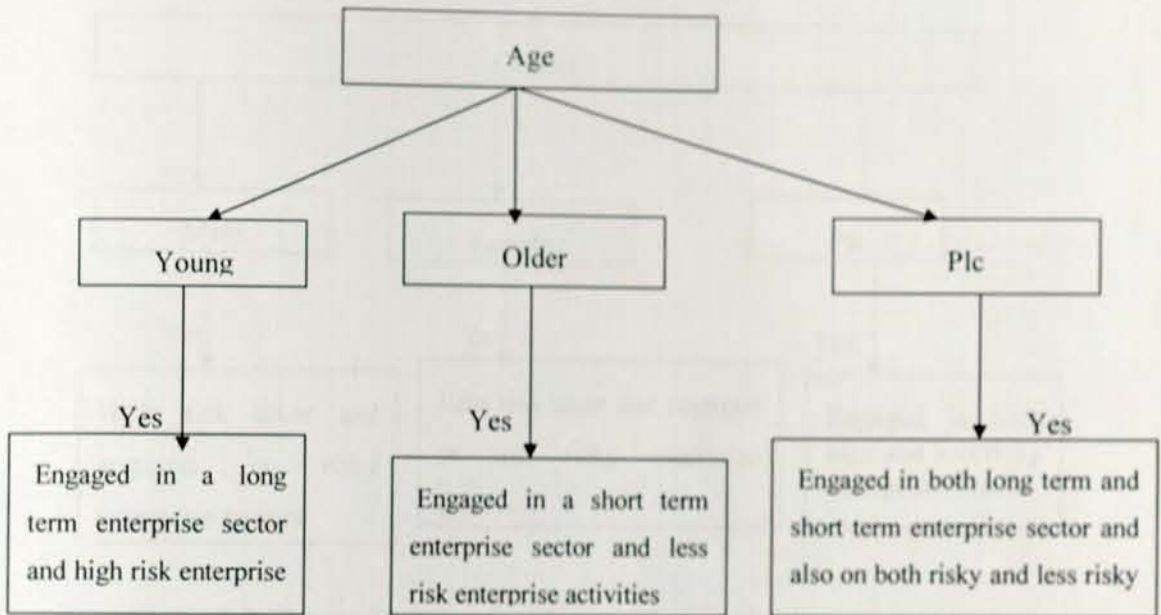 Age
Young
Older
Plc
Yes
Yes
Yes
Engaged in a long
term enterprise sector
and high risk enterprise
Engaged in a short term
enterprise sector and less
risk enterprise activities
Engaged in both long term and
short term enterprise sector and
also on both risky and less risky